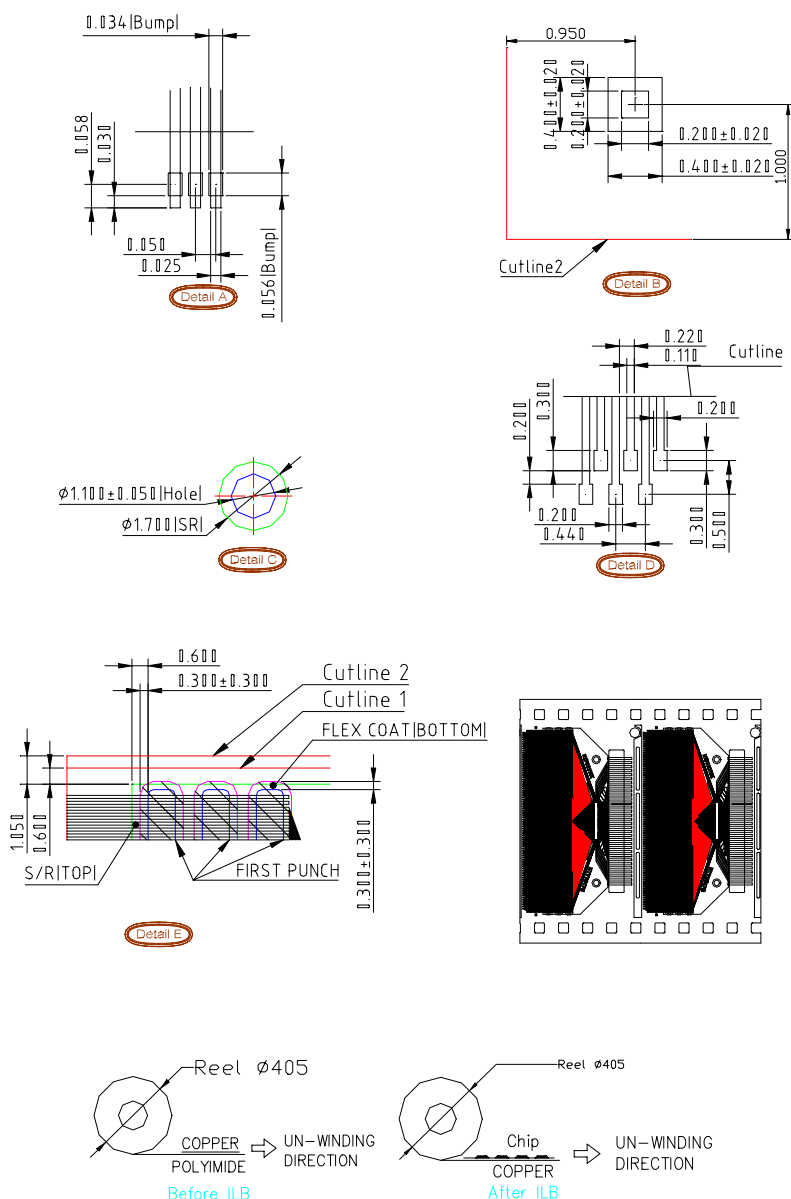 0.034|Bump|
0.058
0.030
0.050
0.025
0.056|Bump|
Detail A
0.950
0.400±0.020
0.200±0.020
0.200±0.020
0.400±0.020
1.000
Cutline2
Detail B
Ø1.100±0.050|Hole|
Ø1.700|SR|
Detail C
0.220
0.110
Cutline
0.300
0.200
0.200
0.200
0.440
0.300
0.500
Detail D
0.600
0.300±0.300
Cutline 2
Cutline 1
FLEX COAT|BOTTOM|
1.050
0.600
S/R|TOP|
FIRST PUNCH
0.300±0.300
Detail E
Reel Ø405
COPPER
POLYIMIDE
UN-WINDING
DIRECTION
Before ILB
Reel Ø405
Chip
COPPER
UN-WINDING
DIRECTION
After ILB